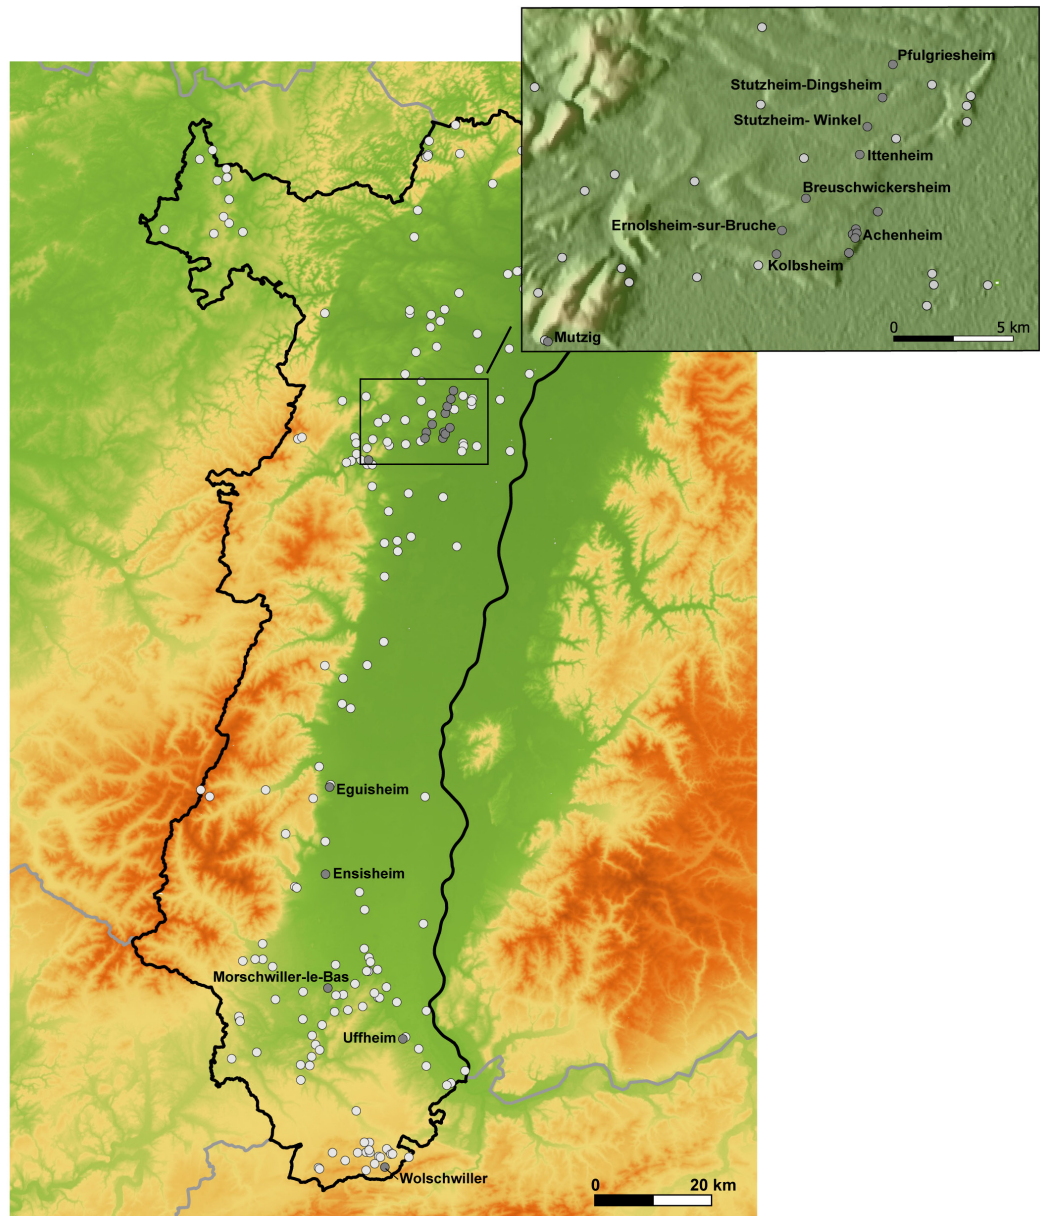 Pfulgriesheim
Stutzheim-Dingsheim
Stutzheim- Winkel
Ittenheim
Breuschwickersheim
Ernolsheim-sur-Bruche
Achenheim
Kolbsheim
Mutzig
0 5 km
Eguisheim
Ensisheim
Morschwiller-le-Bas
Uffheim
Wolschwiller
0 20 km